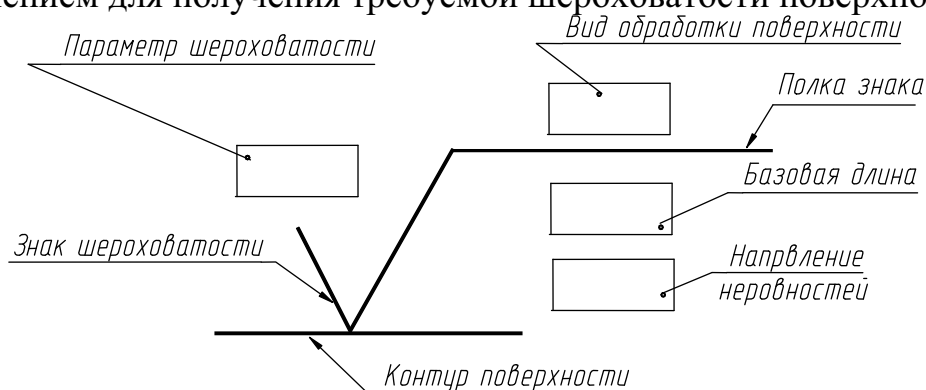 нием для получения требуемой шероховатости поверхно
Вид обработки поверхности
Параметр шероховатости
Полка знака
Базовая длина
Знак шероховатости
Напрвление
неровностей
Контур поверхности